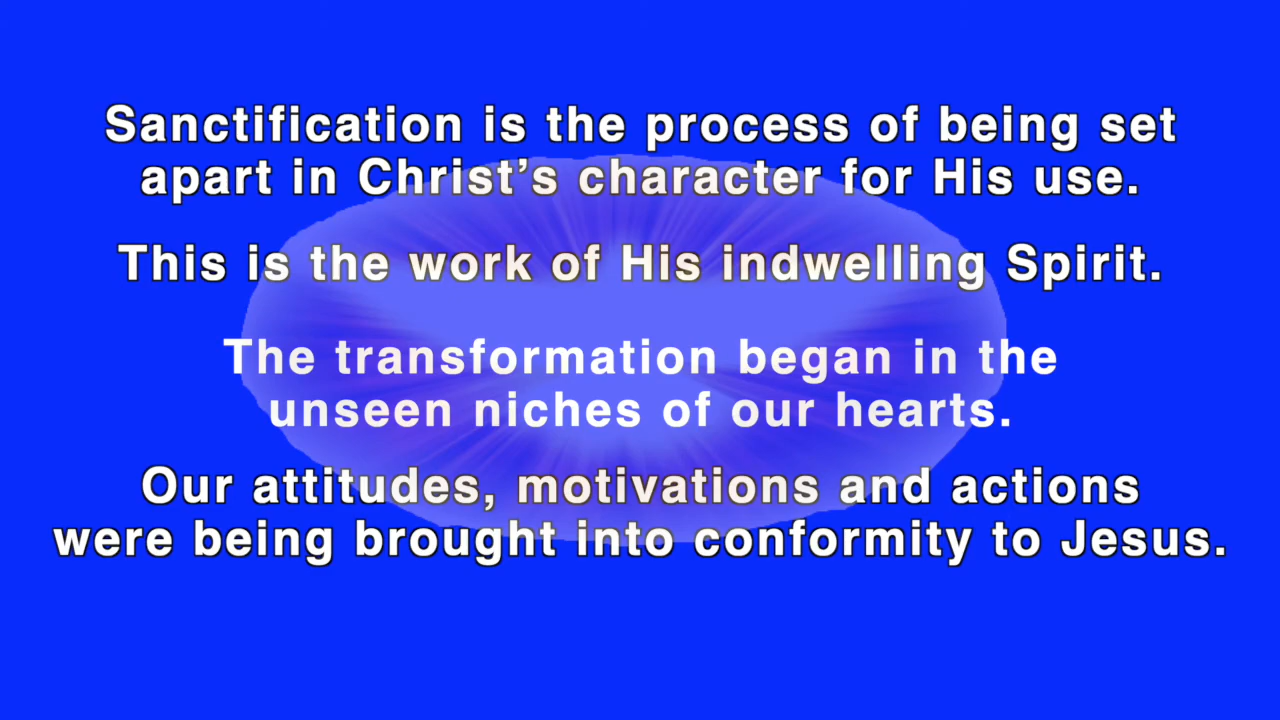 Sanctification is the process of being set
apart in Christ’s character for His use.
This is the work of His indwelling Spirit.
The transformation began in the
unseen niches of our hearts.
Our attitudes, motivations and actions
were being brought into conformity to Jesus.